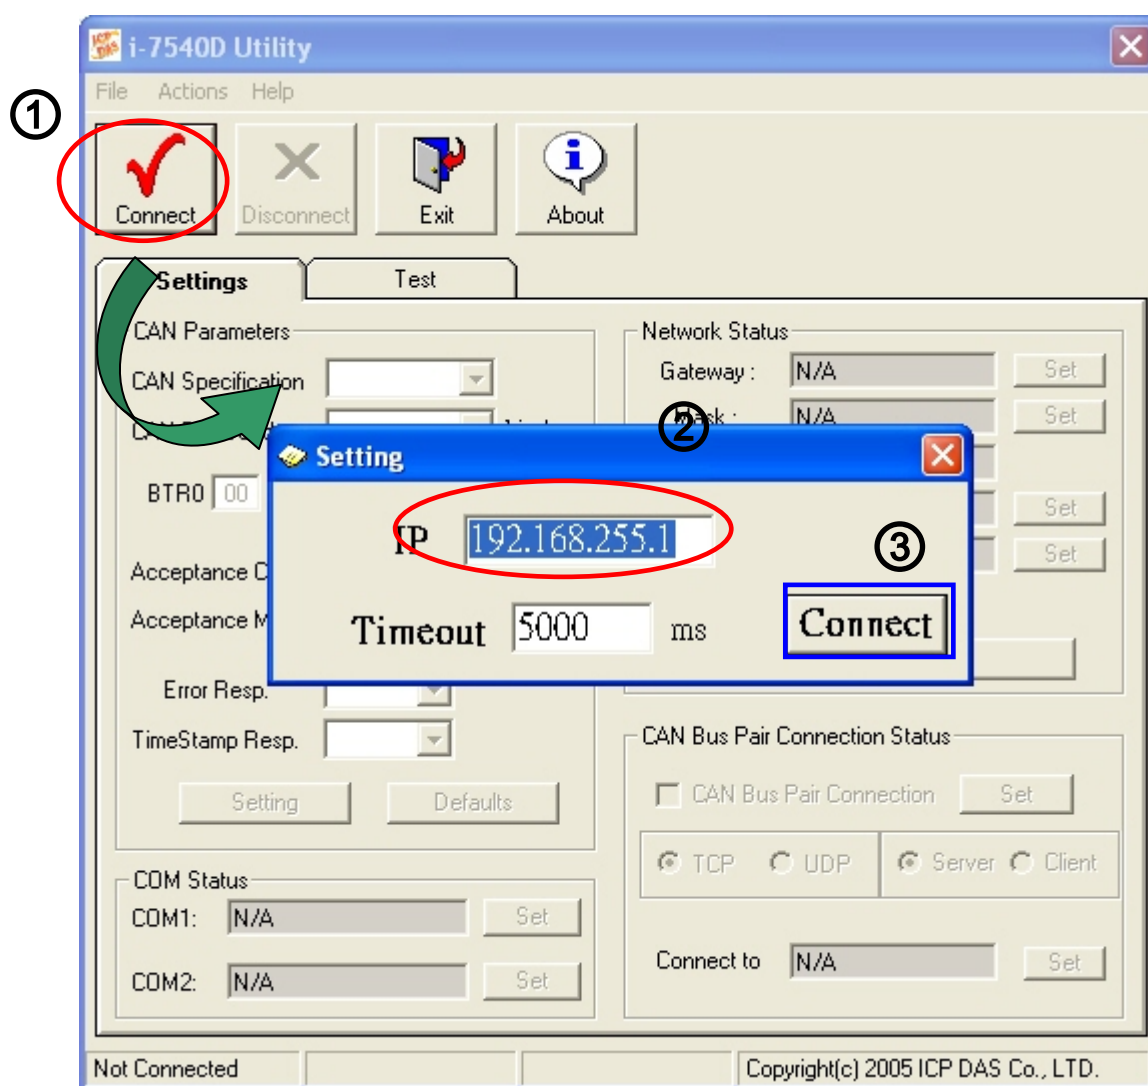 i-7540D Utility
File Actions Help
①
Connect Disconnect Exit About
Settings Test
CAN Parameters
CAN Specification
BTR0 00
Acceptance C
Acceptance M
Error Resp.
TimeStamp Resp.
Setting Defaults
COM Status
COM1: N/A Set
COM2: N/A Set
Network Status
Gateway : N/A Set
Mask : N/A Set
②
Set
Set
Setting
IP 192.168.255.1
③
Timeout 5000 ms Connect
CAN Bus Pair Connection Status
CAN Bus Pair Connection Set
TCP UDP Server Client
Connect to N/A Set
Not Connected Copyright(c) 2005 ICP DAS Co., LTD.